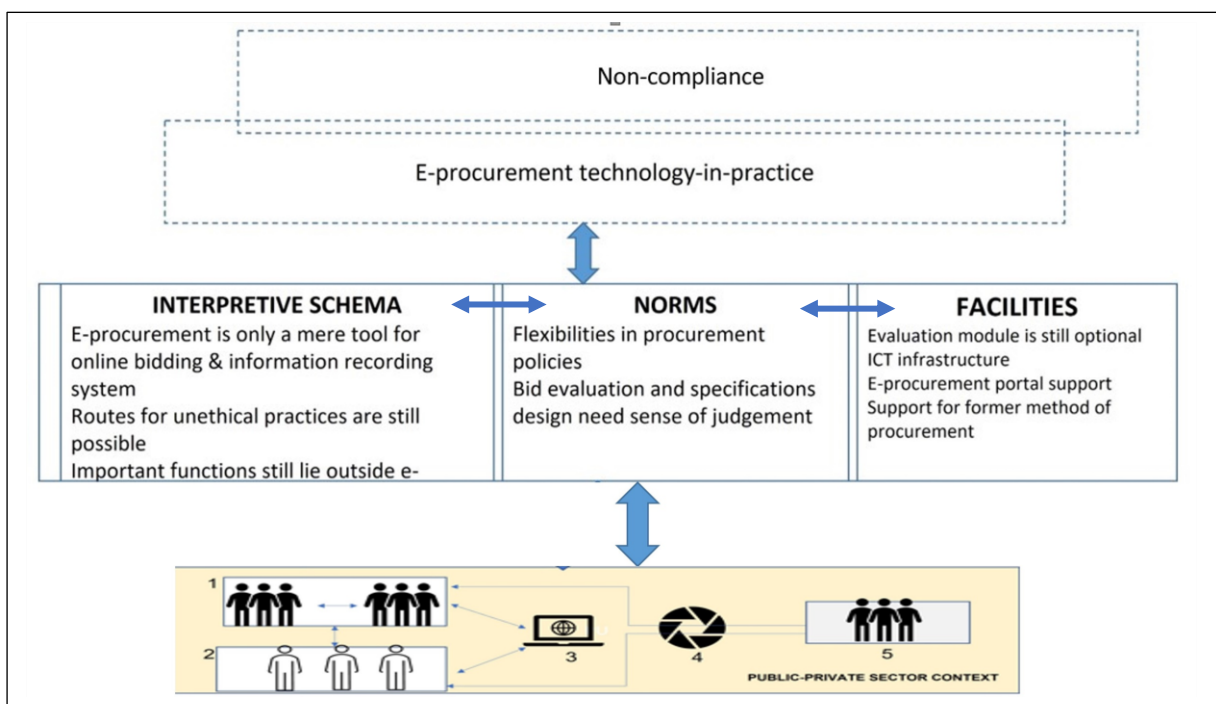 Non-compliance
E-procurement technology-in-practice
INTERPRETIVE SCHEMA
E-procurement is only a mere tool for
online bidding & information recording
system
Routes for unethical practices are still
possible
Important functions still lie outside e-
NORMS
Flexibilities in procurement
policies
Bid evaluation and specifications
design need sense of judgement
FACILITIES
Evaluation module is still optional
ICT infrastructure
E-procurement portal support
Support for former method of
procurement
1
2
3
4
5
PUBLIC-PRIVATE SECTOR CONTEXT